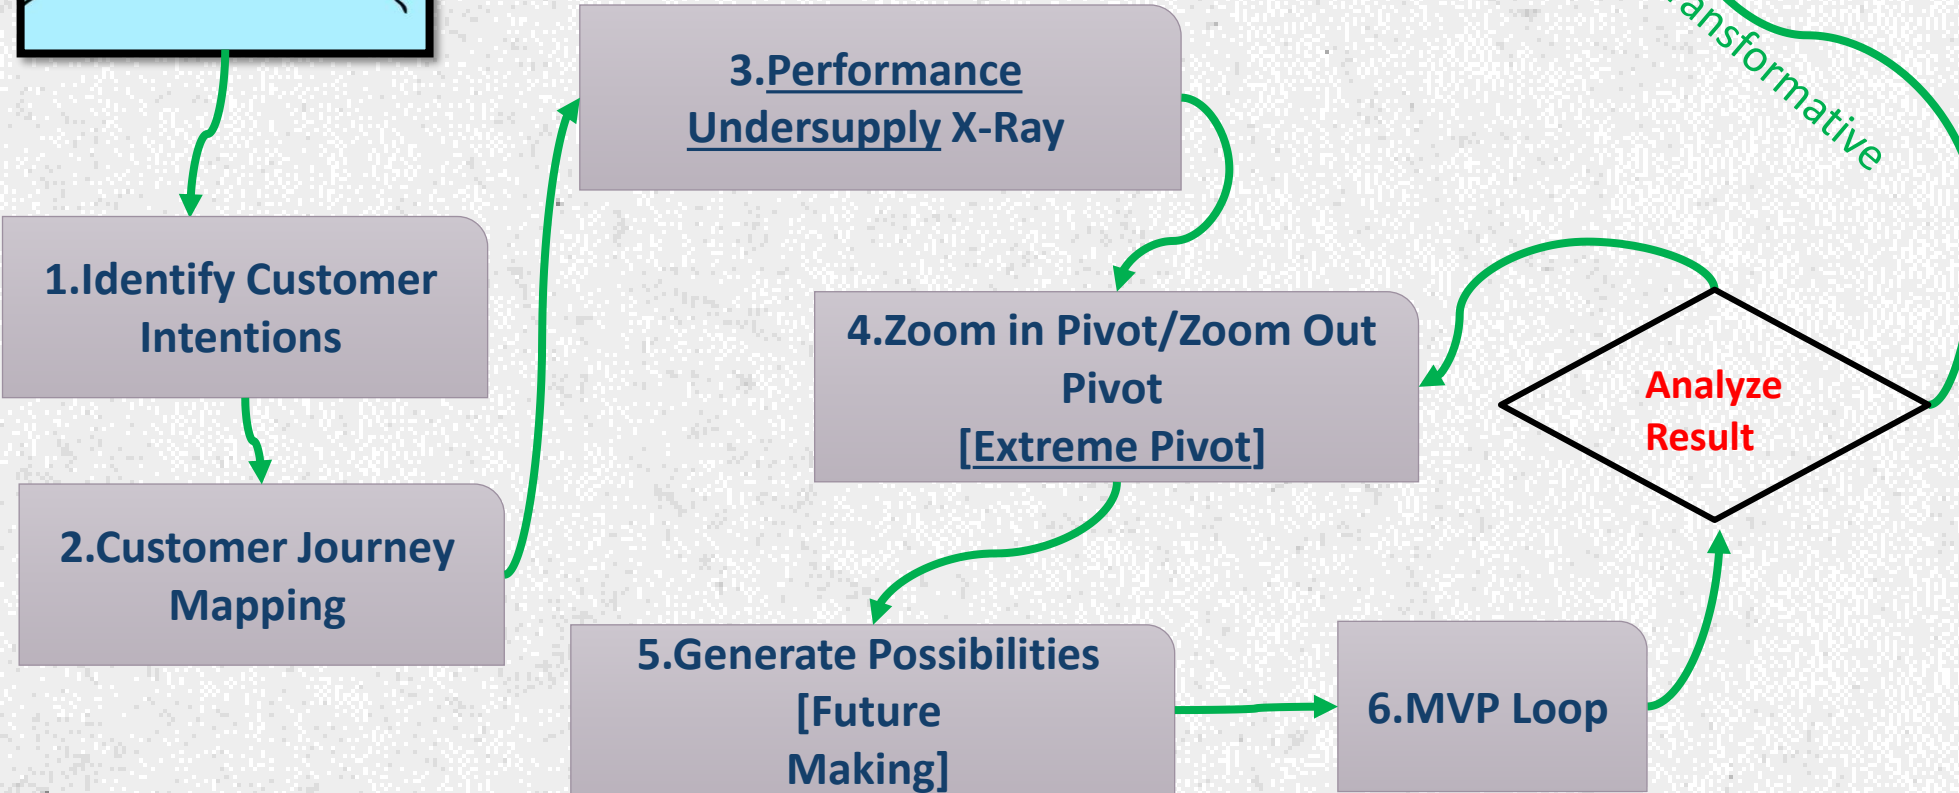 3.Performance
Undersupply X-Ray
1.Identify Customer
Intentions
4.Zoom in Pivot/Zoom Out
Pivot
[Extreme Pivot]
Analyze
Result
2.Customer Journey
Mapping
5.Generate Possibilities
[Future
Making]
6.MVP Loop